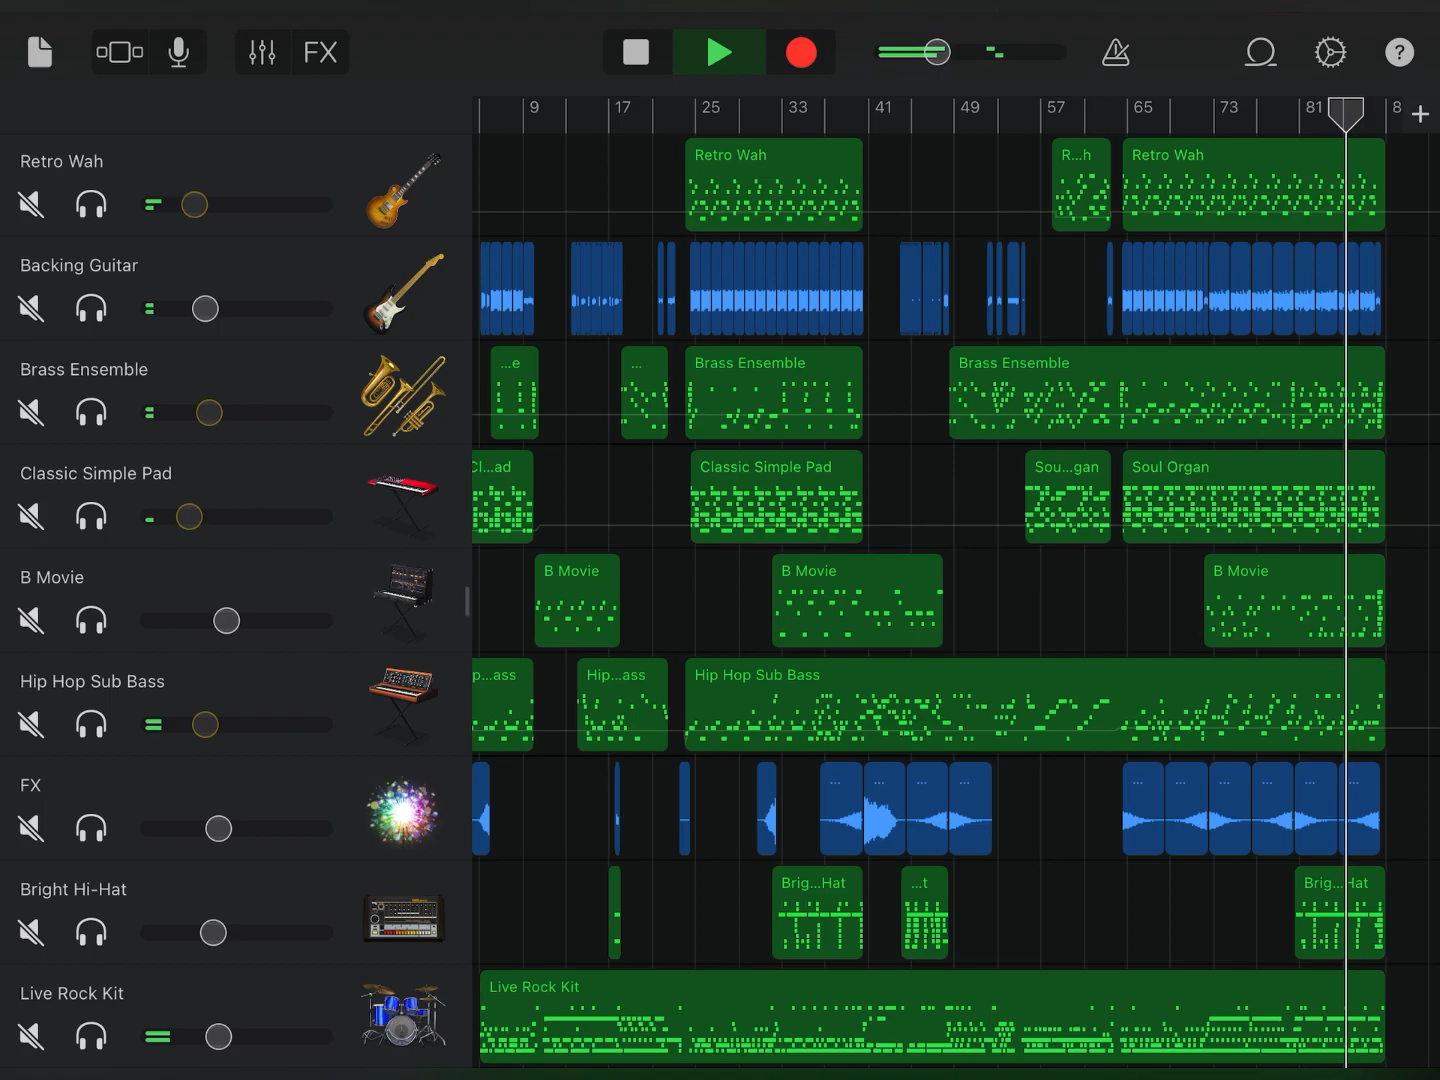 FX
?
9 17 25 33 41 49 57 65 73 81 8 +
Retro Wah
Retro Wah
R...h
Retro Wah
Backing Guitar
Brass Ensemble
...e
...
Brass Ensemble
Brass Ensemble
Classic Simple Pad
Cl...ad
Classic Simple Pad
Sou...gan
Soul Organ
B Movie
B Movie
B Movie
B Movie
Hip Hop Sub Bass
p...ass
Hip...ass
Hip Hop Sub Bass
FX
... ... ... ...
... ... ... ... ... ...
Bright Hi-Hat
Brig...Hat
...t
Brig...Hat
Live Rock Kit
Live Rock Kit